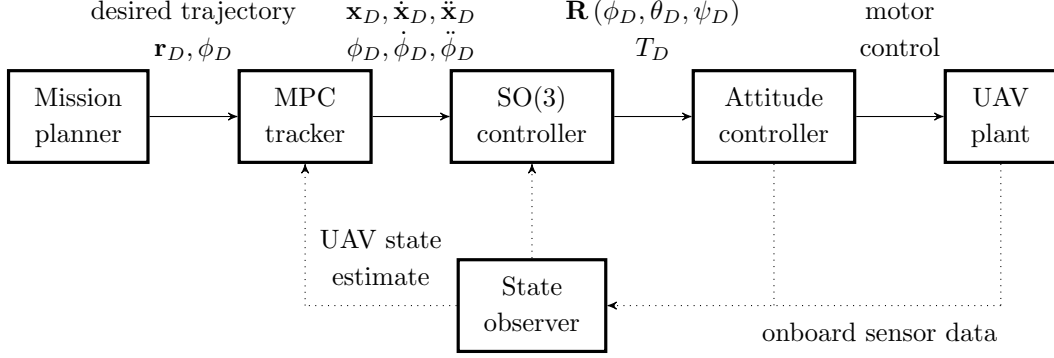 desired trajectory
r_D, ϕ_D
x_D, ẋ_D, ẍ_D
ϕ_D, ϕ̇_D, ϕ̈_D
R (ϕ_D, θ_D, ψ_D)
T_D
motor
control
Mission
planner
MPC
tracker
SO(3)
controller
Attitude
controller
UAV
plant
UAV state
estimate
State
observer
onboard sensor data